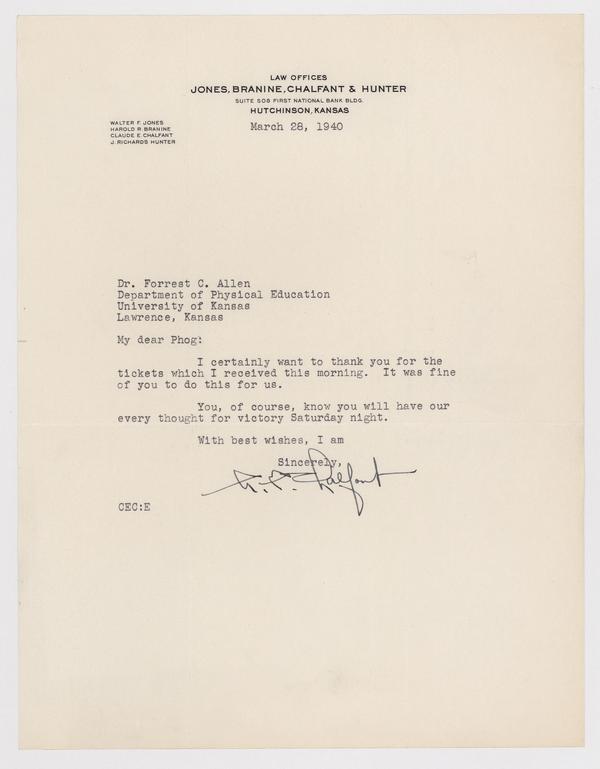 LAW OFFICES
JONES, BRANINE, CHALFANT & HUNTER
SUITE 508 FIRST NATIONAL BANK BLDG.
HUTCHINSON, KANSAS
WALTER F. JONES
HAROLD R. BRANINE
CLAUDE E. CHALFANT
J. RICHARDS HUNTER
March 28, 1940
Dr. Forrest C. Allen
Department of Physical Education
University of Kansas
Lawrence, Kansas
My dear Phog:
I certainly want to thank you for the
tickets which I received this morning. It was fine
of you to do this for us.
You, of course, know you will have our
every thought for victory Saturday night.
With best wishes, I am
Sincerely,
C. E. Chalfant
CEC:E